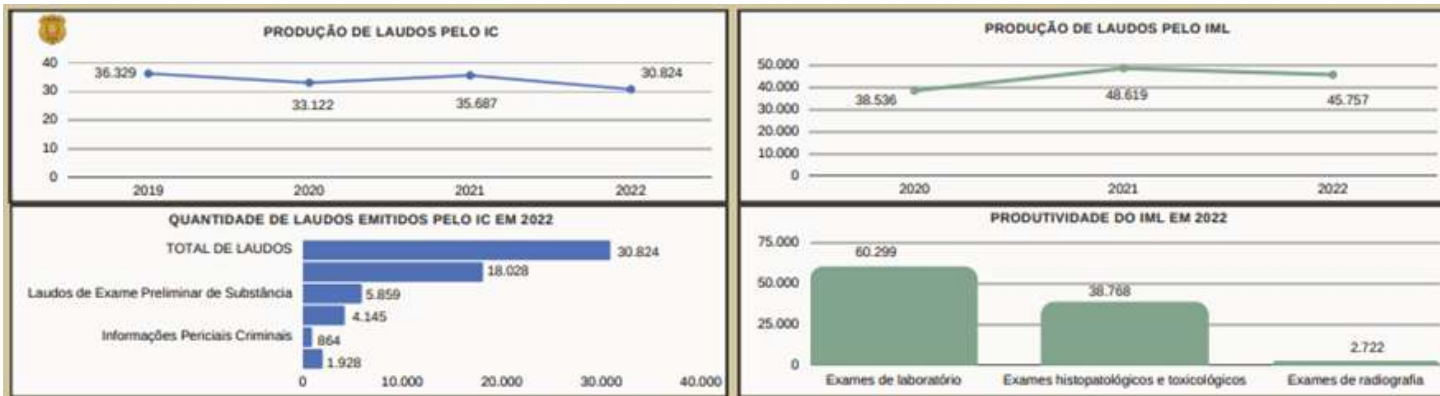 PRODUÇÃO DE LAUDOS PELO IC
40
30
20
10
0
36.329
33.122
35.687
30.824
2019 2020 2021 2022
PRODUÇÃO DE LAUDOS PELO IML
50.000
40.000
30.000
20.000
10.000
0
38.536
48.619
45.757
2020 2021 2022
QUANTIDADE DE LAUDOS EMITIDOS PELO IC EM 2022
TOTAL DE LAUDOS 30.824
18.028
Laudos de Exame Preliminar de Substância 5.859
4.145
Informações Periciais Criminais 864
1.928
0 10.000 20.000 30.000 40.000
PRODUTIVIDADE DO IML EM 2022
75.000
50.000
25.000
0
60.299
38.768
2.722
Exames de laboratório Exames histopatológicos e toxicológicos Exames de radiografia